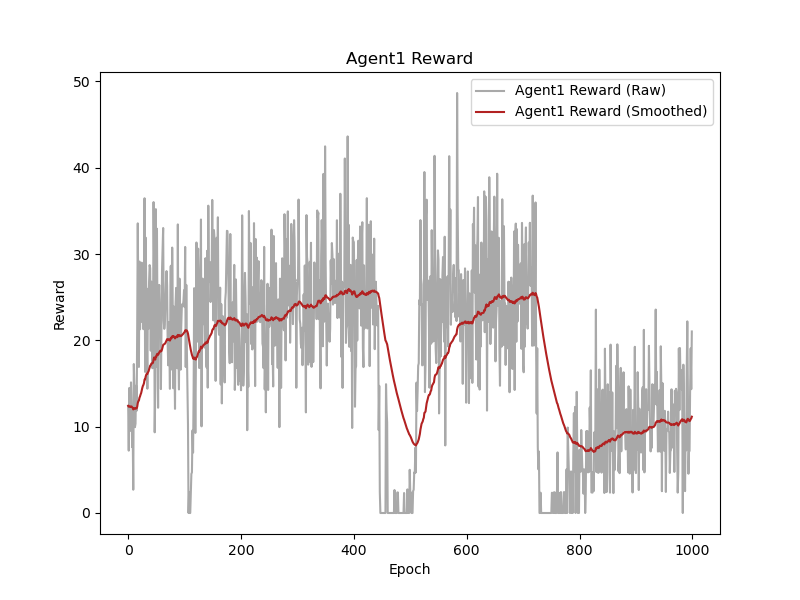 Agent1 Reward
Agent1 Reward (Raw)
Agent1 Reward (Smoothed)
50
40
30
20
10
0
Reward
0 200 400 600 800 1000
Epoch